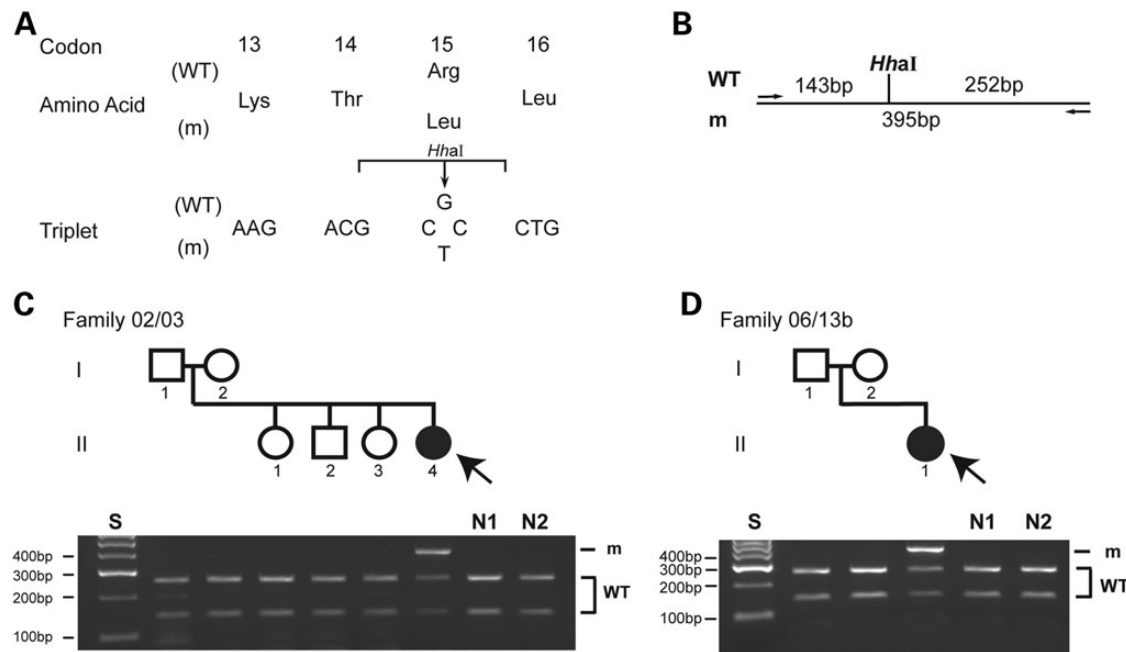 A
Codon 13 14 15 16
(WT) Arg
Amino Acid Lys Thr Leu
(m) Leu
HhaI
(WT) G
Triplet AAG ACG C C CTG
(m) T
B
HhaI
WT 143bp 252bp
m 395bp
C
Family 02/03
I
1 2
II
1 2 3 4
S N1 N2
400bp m
300bp
WT
200bp
100bp
D
Family 06/13b
I
1 2
II
1
S N1 N2
400bp m
300bp
WT
200bp
100bp